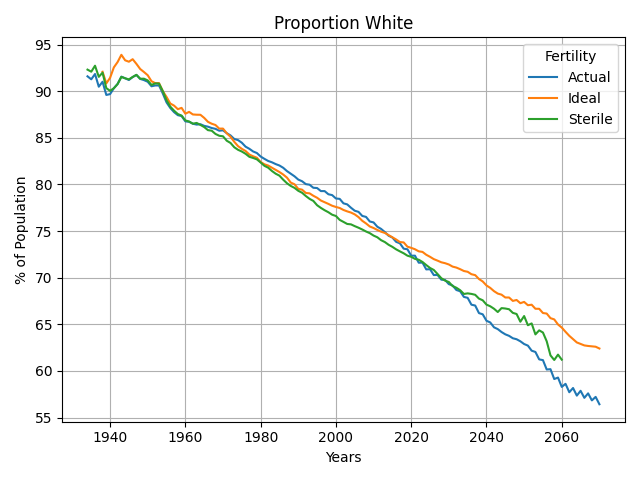 Proportion White
Fertility
Actual
Ideal
Sterile
% of Population
95
90
85
80
75
70
65
60
55
1940
1960
1980
2000
2020
2040
2060
Years